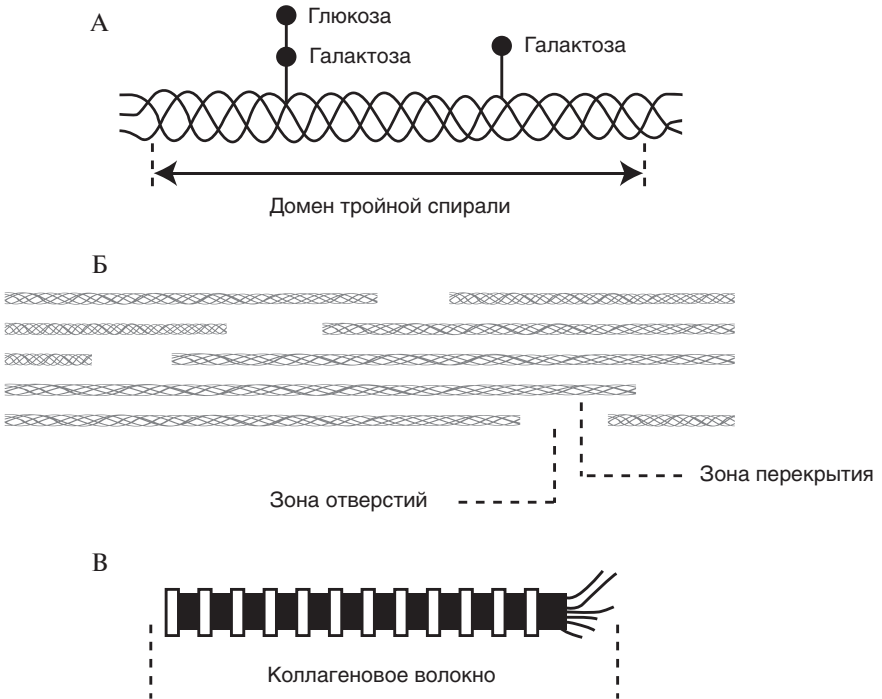 А
Глюкоза
Галактоза
Галактоза
Домен тройной спирали
Б
Зона перекрытия
Зона отверстий
В
Коллагеновое волокно